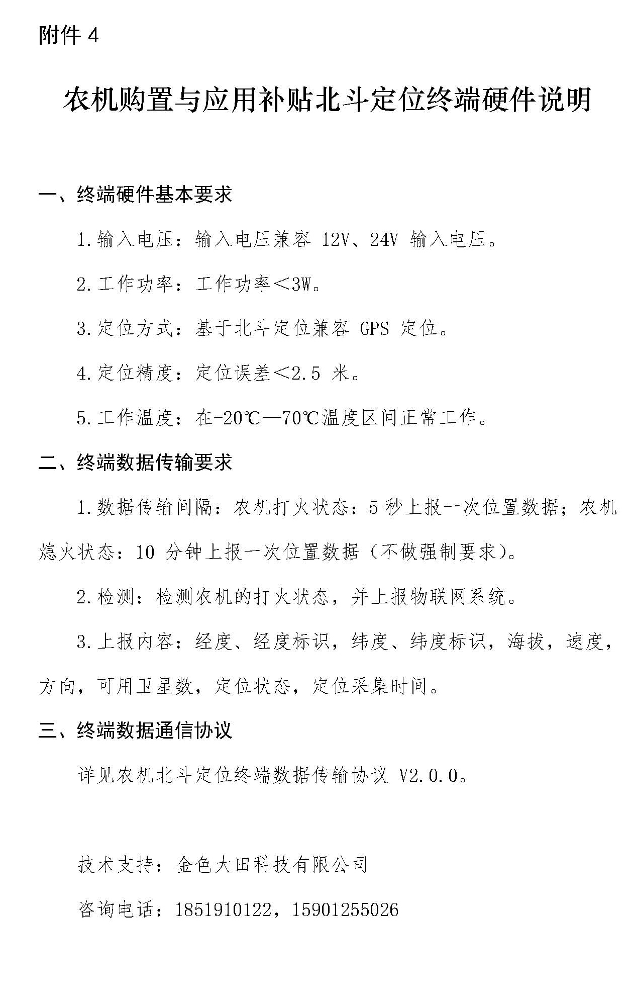 附件 4
农机购置与应用补贴北斗定位终端硬件说明
一、终端硬件基本要求
1.输入电压：输入电压兼容 12V、24V 输入电压。
2.工作功率：工作功率＜3W。
3.定位方式：基于北斗定位兼容 GPS 定位。
4.定位精度：定位误差＜2.5 米。
5.工作温度：在-20℃—70℃温度区间正常工作。
二、终端数据传输要求
1.数据传输间隔：农机打火状态：5 秒上报一次位置数据；农机
熄火状态：10 分钟上报一次位置数据（不做强制要求）。
2.检测：检测农机的打火状态，并上报物联网系统。
3.上报内容：经度、经度标识，纬度、纬度标识，海拔，速度，
方向，可用卫星数，定位状态，定位采集时间。
三、终端数据通信协议
详见农机北斗定位终端数据传输协议 V2.0.0。
技术支持：金色大田科技有限公司
咨询电话：1851910122，15901255026